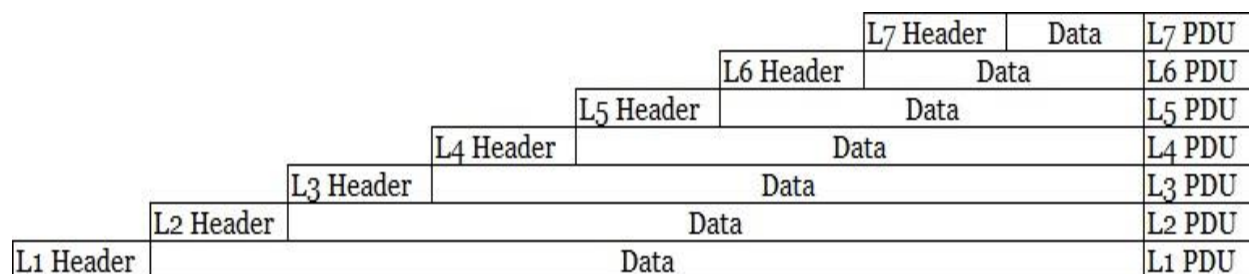 L7 Header Data L7 PDU
L6 Header Data L6 PDU
L5 Header Data L5 PDU
L4 Header Data L4 PDU
L3 Header Data L3 PDU
L2 Header Data L2 PDU
L1 Header Data L1 PDU